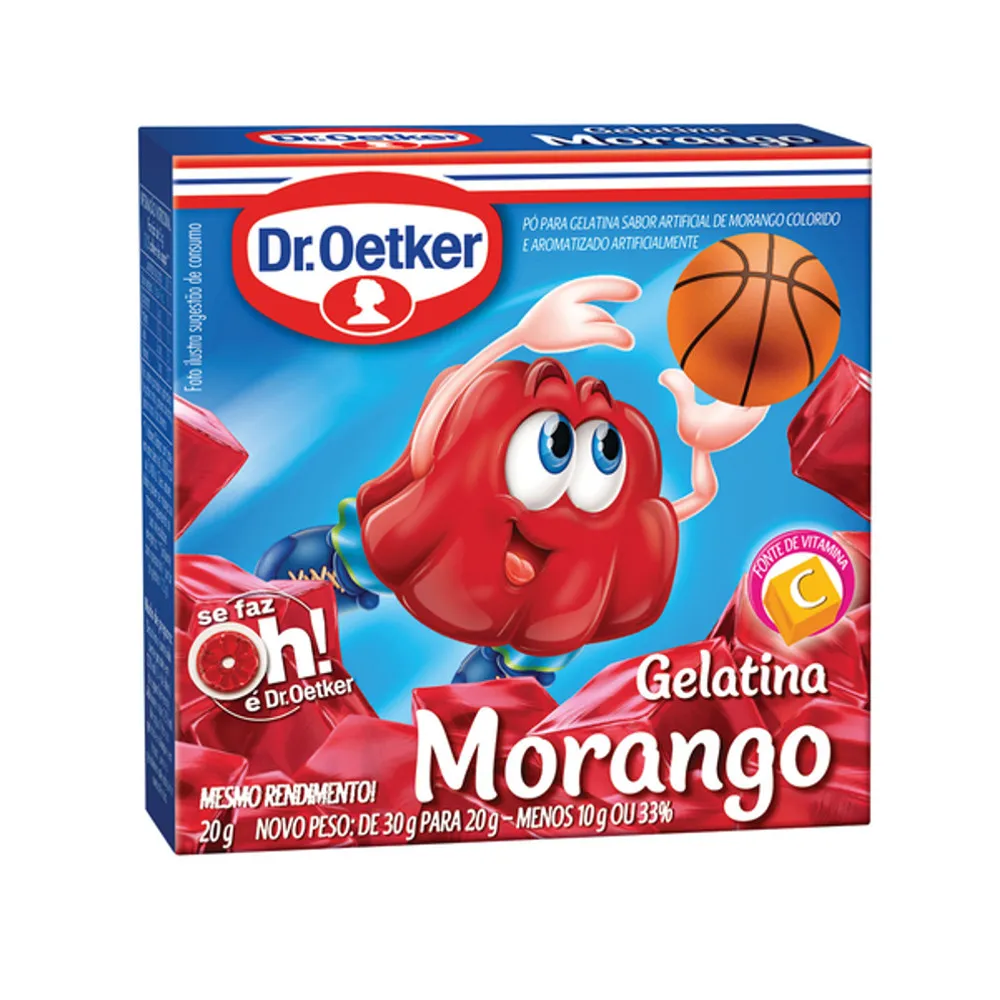 Dr.Oetker
Gelatina
Morango
Dr.Oetker
PÓ PARA GELATINA SABOR ARTIFICIAL DE MORANGO COLORIDO
E AROMATIZADO ARTIFICIALMENTE
Foto ilustra sugestão de consumo
FONTE DE VITAMINA
C
se faz
Oh!
é Dr.Oetker
Gelatina
Morango
MESMO RENDIMENTO!
20 g NOVO PESO: DE 30 g PARA 20 g – MENOS 10 g OU 33%